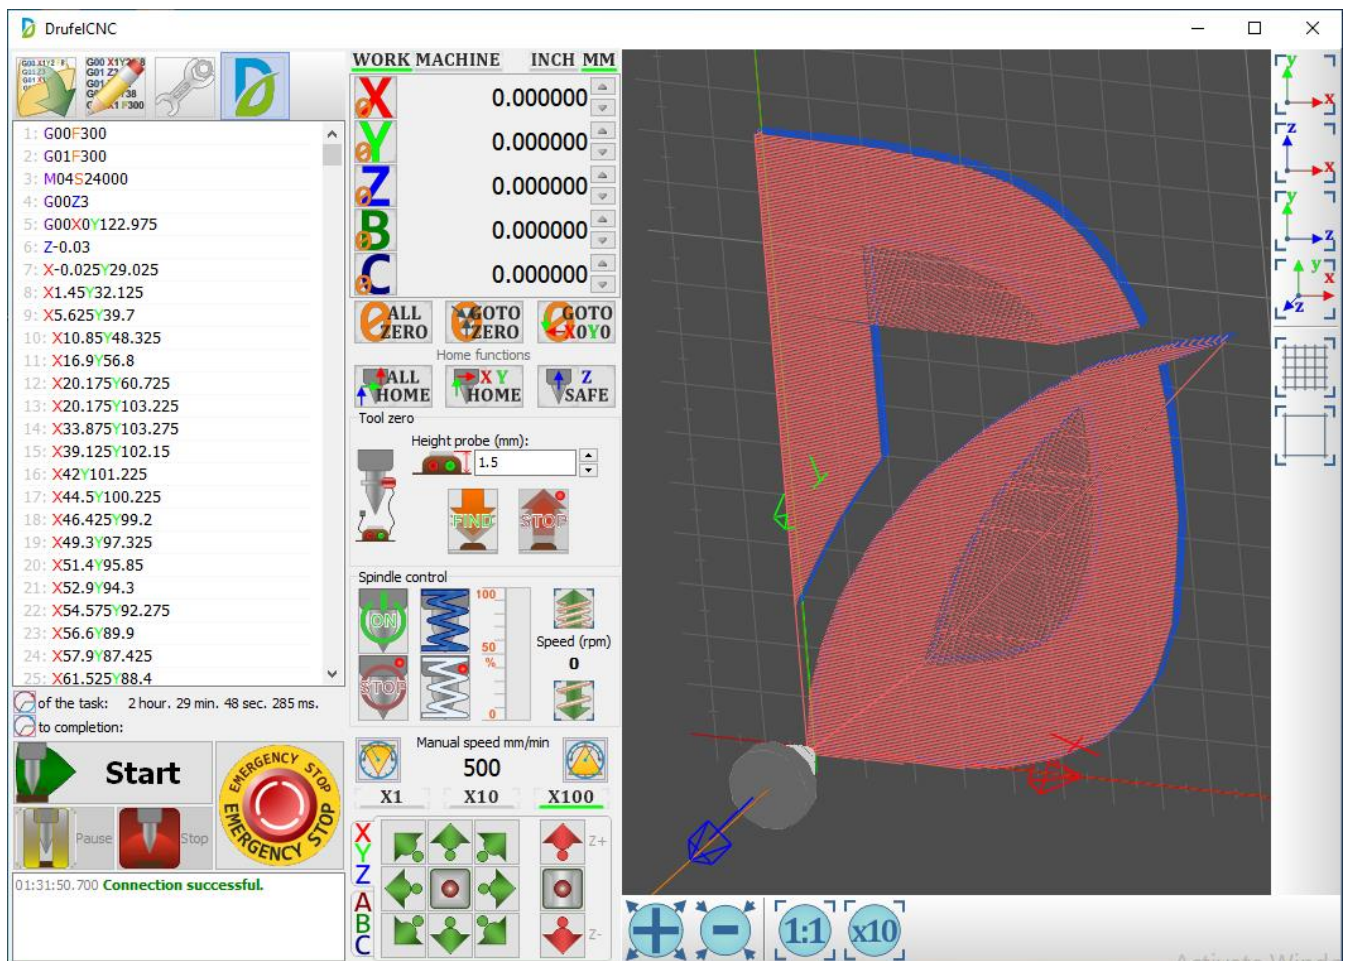 DrufelCNC
WORK MACHINE INCH MM
1: G00F300
2: G01F300
3: M04S24000
4: G00Z3
5: G00X0Y122.975
6: Z-0.03
7: X-0.025Y29.025
8: X1.45Y32.125
9: X5.625Y39.7
10: X10.85Y48.325
11: X16.9Y56.8
12: X20.175Y60.725
13: X20.175Y103.225
14: X33.875Y103.275
15: X39.125Y102.15
16: X42Y101.225
17: X44.5Y100.225
18: X46.425Y99.2
19: X49.3Y97.325
20: X51.4Y95.85
21: X52.9Y94.3
22: X54.575Y92.275
23: X56.6Y89.9
24: X57.9Y87.425
25: X61.525Y88.4
of the task: 2 hour. 29 min. 48 sec. 285 ms.
to completion:
Start
EMERGENCY STOP
EMERGENCY STOP
Pause
Stop
01:31:50.700 Connection successful.
X 0.000000
Y 0.000000
Z 0.000000
B 0.000000
C 0.000000
ALL ZERO
GOTO ZERO
GOTO X0Y0
Home functions
ALL HOME
X Y HOME
Z SAFE
Tool zero
Height probe (mm):
1.5
FIND
STOP
Spindle control
ON
100
50
%
0
STOP
Speed (rpm)
0
Manual speed mm/min
500
X1 X10 X100
X
Y
Z
A
B
C
Z+
Z-
1:1
x10
y x
z x
y z
y x z